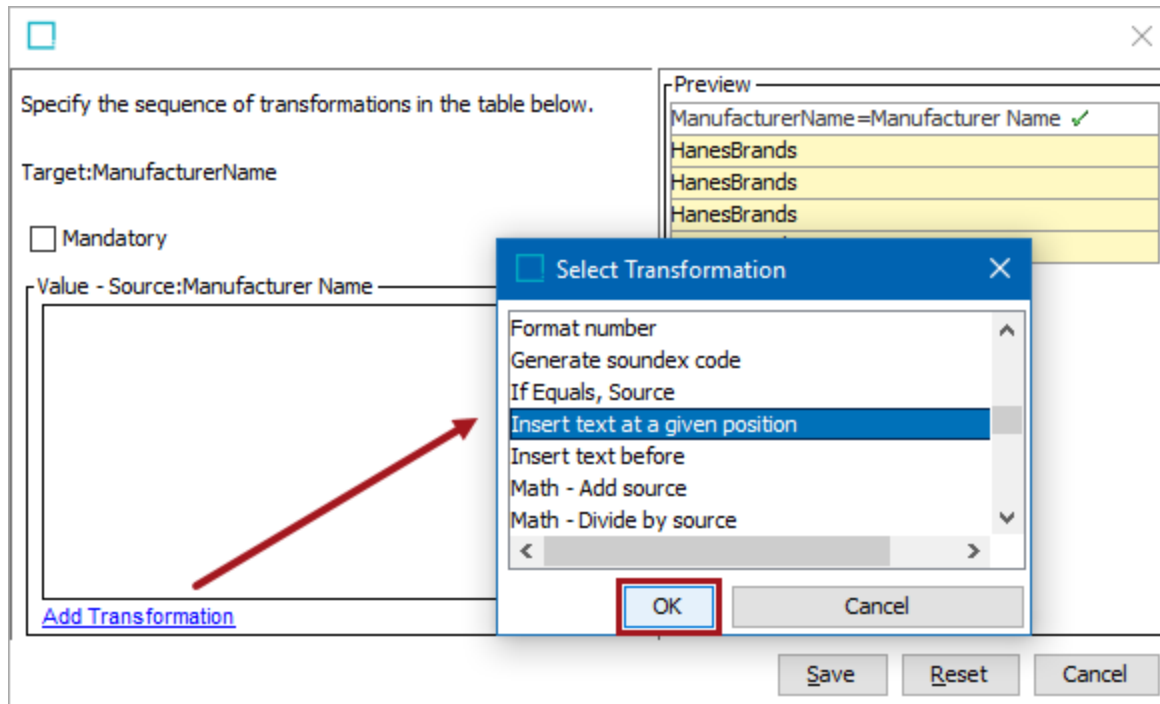 Specify the sequence of transformations in the table below.
Target:ManufacturerName
Mandatory
Value - Source:Manufacturer Name
Add Transformation
Preview
ManufacturerName=Manufacturer Name ✓
HanesBrands
HanesBrands
HanesBrands
Select Transformation
Format number
Generate soundex code
If Equals, Source
Insert text at a given position
Insert text before
Math - Add source
Math - Divide by source
OK
Cancel
Save
Reset
Cancel